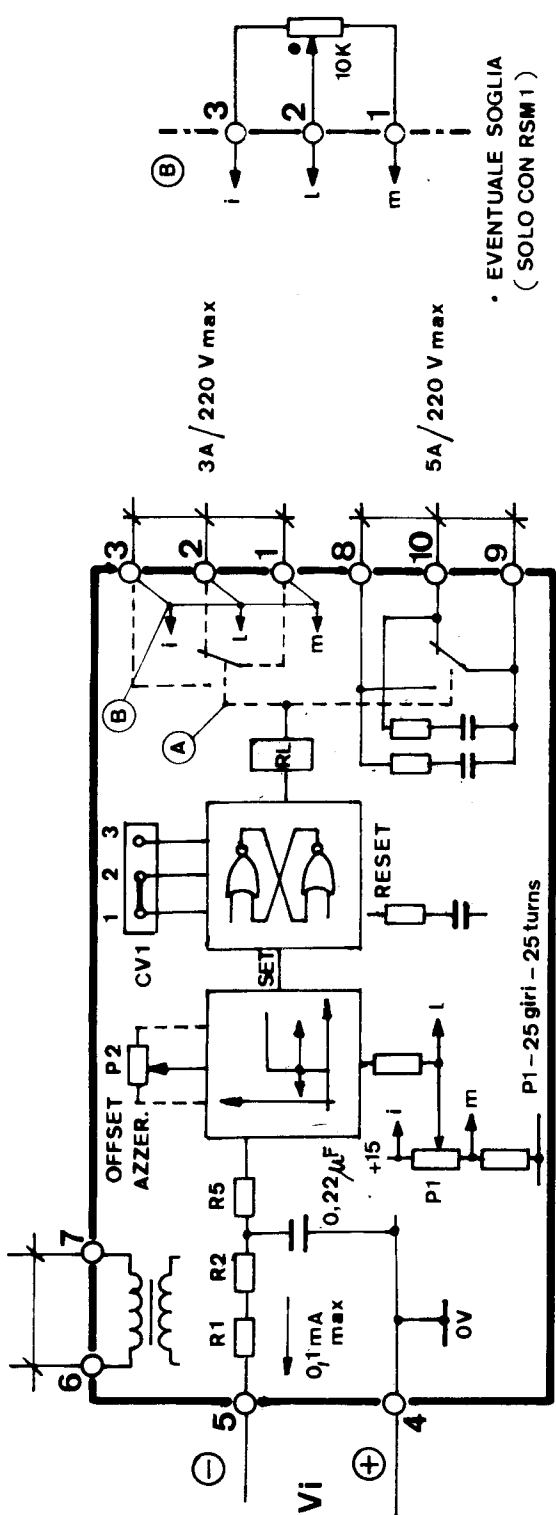 6
7
5
4
Vi
−
+
R1
R2
R5
0,1 mA
max
0,22 µF
0V
OFFSET
AZZER.
P2
SET
CV1
1 2 3
RL
RESET
+15
P1
i
l
m
P1 - 25 giri - 25 turns
A
B
i
l
m
3
2
1
8
10
9
3A / 220 V max
5A / 220 V max
B
3
2
1
i
l
m
10K
• EVENTUALE SOGLIA
( SOLO CON RSM 1 )